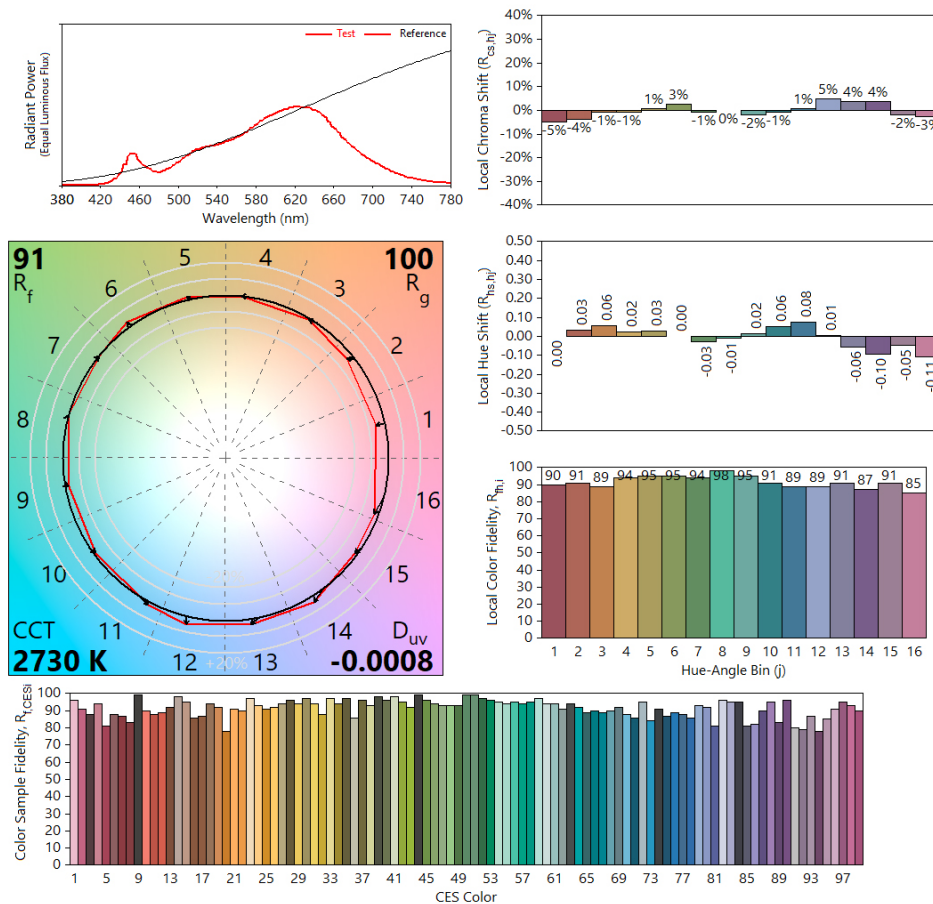 Test Reference
Radiant Power
(Equal Luminous Flux)
380 420 460 500 540 580 620 660 700 740 780
Wavelength (nm)
Local Chroma Shift (Rcs,hj)
40%
30%
20%
10%
0%
10%
20%
30%
40%
-5% -4% -1% -1% 1% 3% -1% 0% -2% -1% 1% 5% 4% 4% -2% -3%
91
Rf
100
Rg
5 4
6 3
7 2
8 1
9 16
10 15
11 14
12 +20% 13
CCT
2730 K
Duv
-0.0008
Local Hue Shift (Rhs,hj)
0.50
0.40
0.30
0.20
0.10
0.00
-0.10
-0.20
-0.30
-0.40
-0.50
0.00 0.03 0.06 0.02 0.03 0.00 -0.03 -0.01 0.02 0.06 0.08 0.01 -0.06 -0.10 -0.05 -0.11
Local Color Fidelity, Rfh,i
100
90
80
70
60
50
40
30
20
10
0
90 91 89 94 95 95 94 98 95 91 89 89 91 87 91 85
1 2 3 4 5 6 7 8 9 10 11 12 13 14 15 16
Hue-Angle Bin (j)
Color Sample Fidelity, Rf,CESi
100
90
80
70
60
50
40
30
20
10
0
1 5 9 13 17 21 25 29 33 37 41 45 49 53 57 61 65 69 73 77 81 85 89 93 97
CES Color